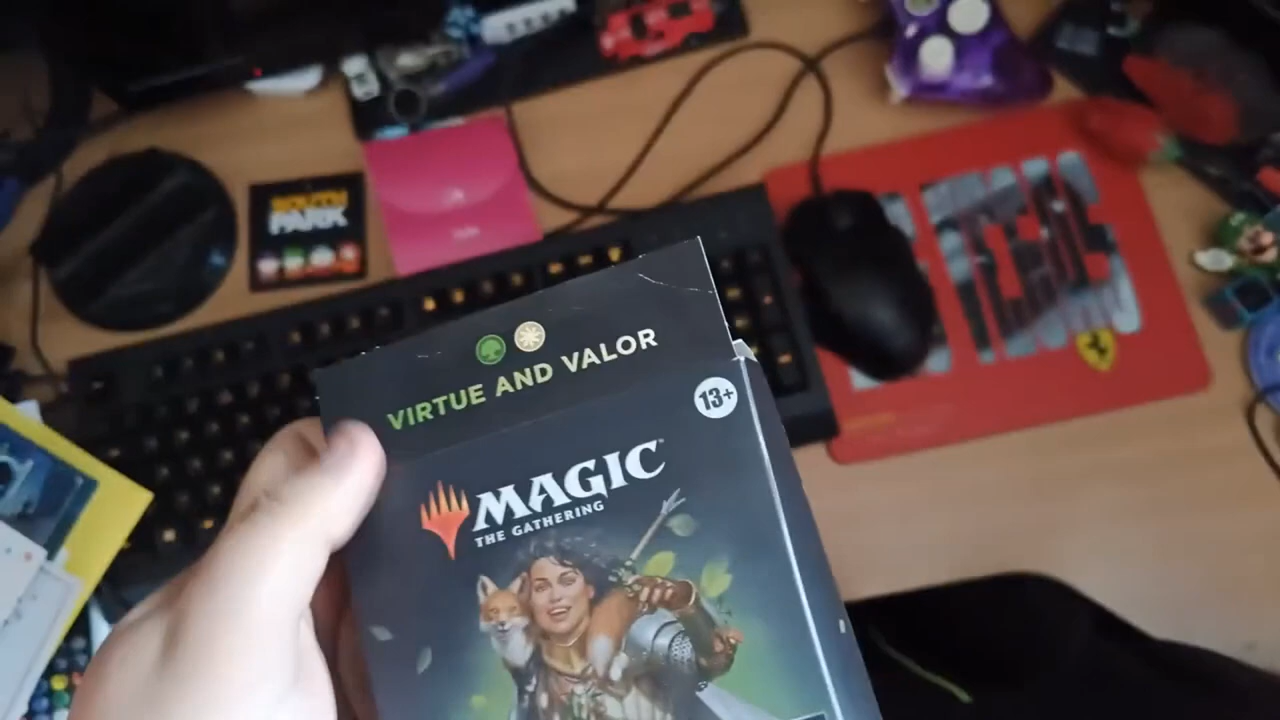 SOUTH
PARK
VIRTUE AND VALOR
13+
MAGIC
THE GATHERING